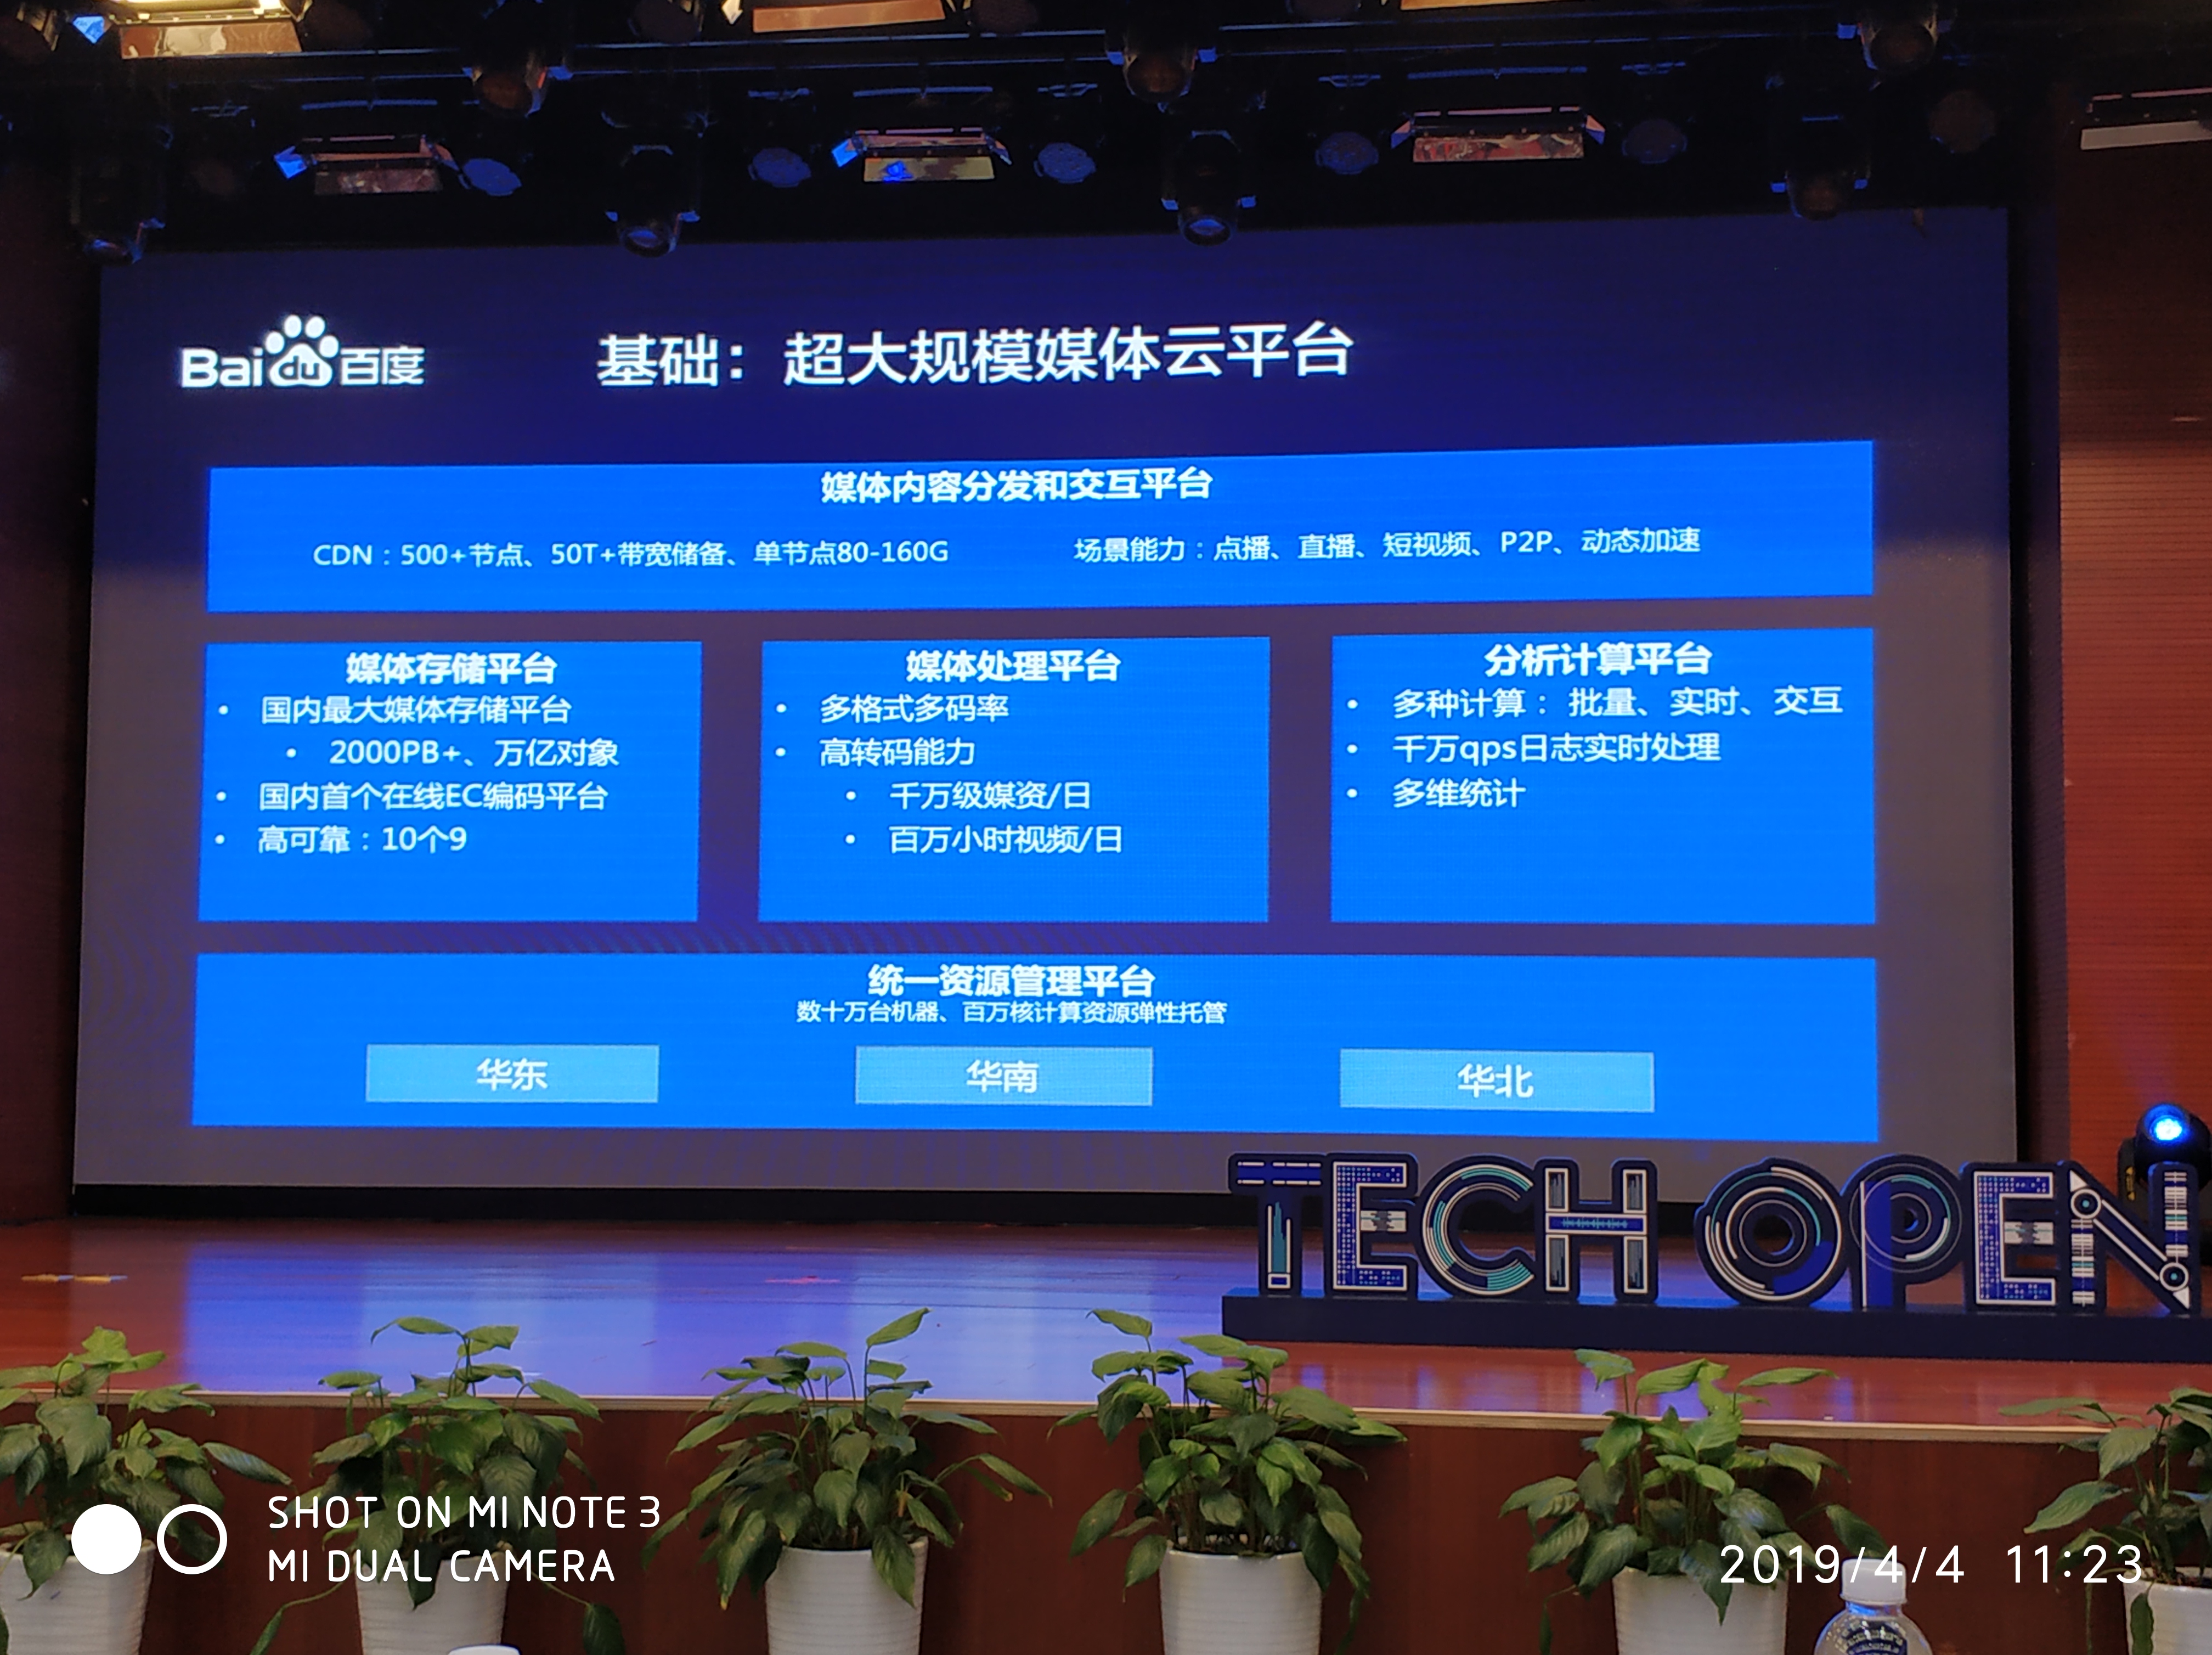 Bai du 百度
基础：超大规模媒体云平台
媒体内容分发和交互平台
CDN：500+节点、50T+带宽储备、单节点80-160G
场景能力：点播、直播、短视频、P2P、动态加速
媒体存储平台
• 国内最大媒体存储平台
• 2000PB+、万亿对象
• 国内首个在线EC编码平台
• 高可靠：10个9
媒体处理平台
• 多格式多码率
• 高转码能力
• 千万级媒资/日
• 百万小时视频/日
分析计算平台
• 多种计算： 批量、实时、交互
• 千万qps日志实时处理
• 多维统计
统一资源管理平台
数十万台机器、百万核计算资源弹性托管
华东
华南
华北
TECH OPEN
SHOT ON MI NOTE 3
MI DUAL CAMERA
2019/4/4 11:23